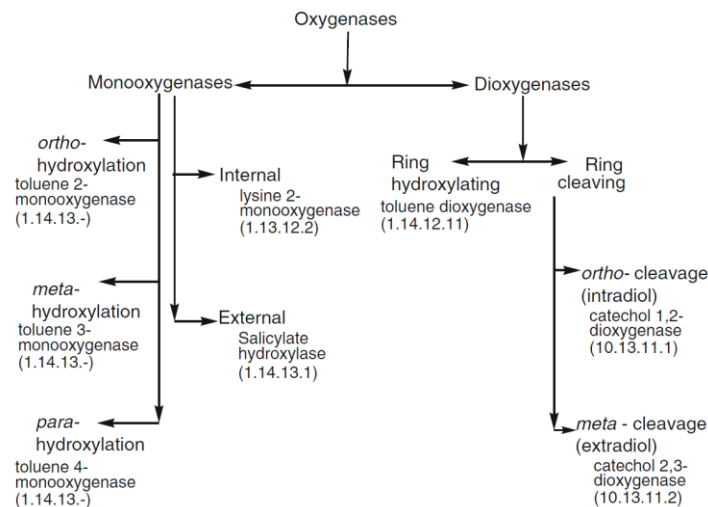 Oxygenases
Monooxygenases
Dioxygenases
ortho-
hydroxylation
toluene 2-
monooxygenase
(1.14.13.-)
meta-
hydroxylation
toluene 3-
monooxygenase
(1.14.13.-)
para-
hydroxylation
toluene 4-
monooxygenase
(1.14.13.-)
Internal
lysine 2-
monooxygenase
(1.13.12.2)
External
Salicylate
hydroxylase
(1.14.13.1)
Ring
hydroxylating
toluene dioxygenase
(1.14.12.11)
Ring
cleaving
ortho- cleavage
(intradiol)
catechol 1,2-
dioxygenase
(10.13.11.1)
meta - cleavage
(extradiol)
catechol 2,3-
dioxygenase
(10.13.11.2)